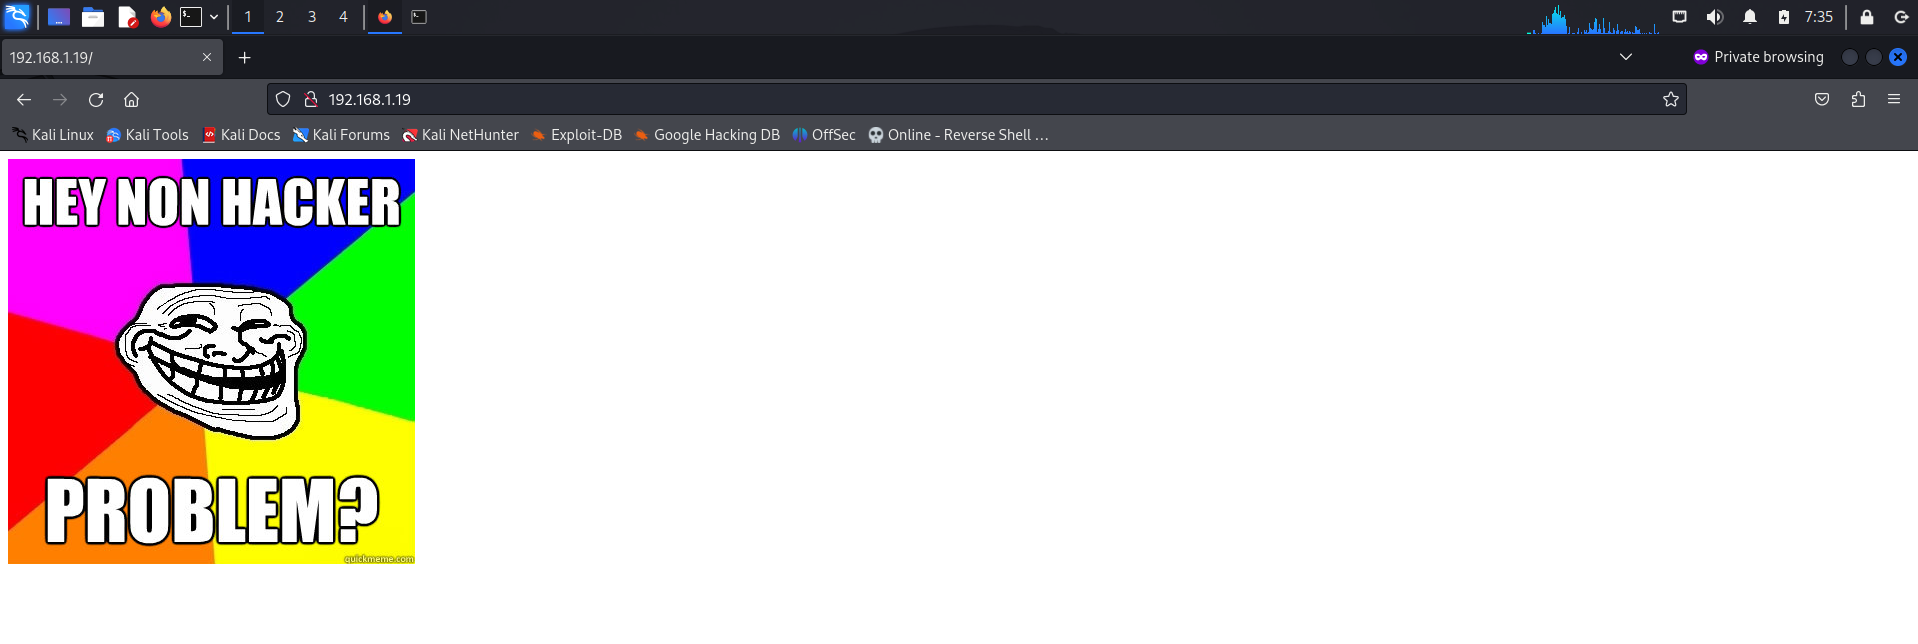 1 2 3 4 7:35
192.168.1.19/ Private browsing
192.168.1.19
Kali Linux Kali Tools Kali Docs Kali Forums Kali NetHunter Exploit-DB Google Hacking DB OffSec Online - Reverse Shell …
HEY NON HACKER
PROBLEM?
quickmeme.com